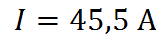 I = 45,5 A